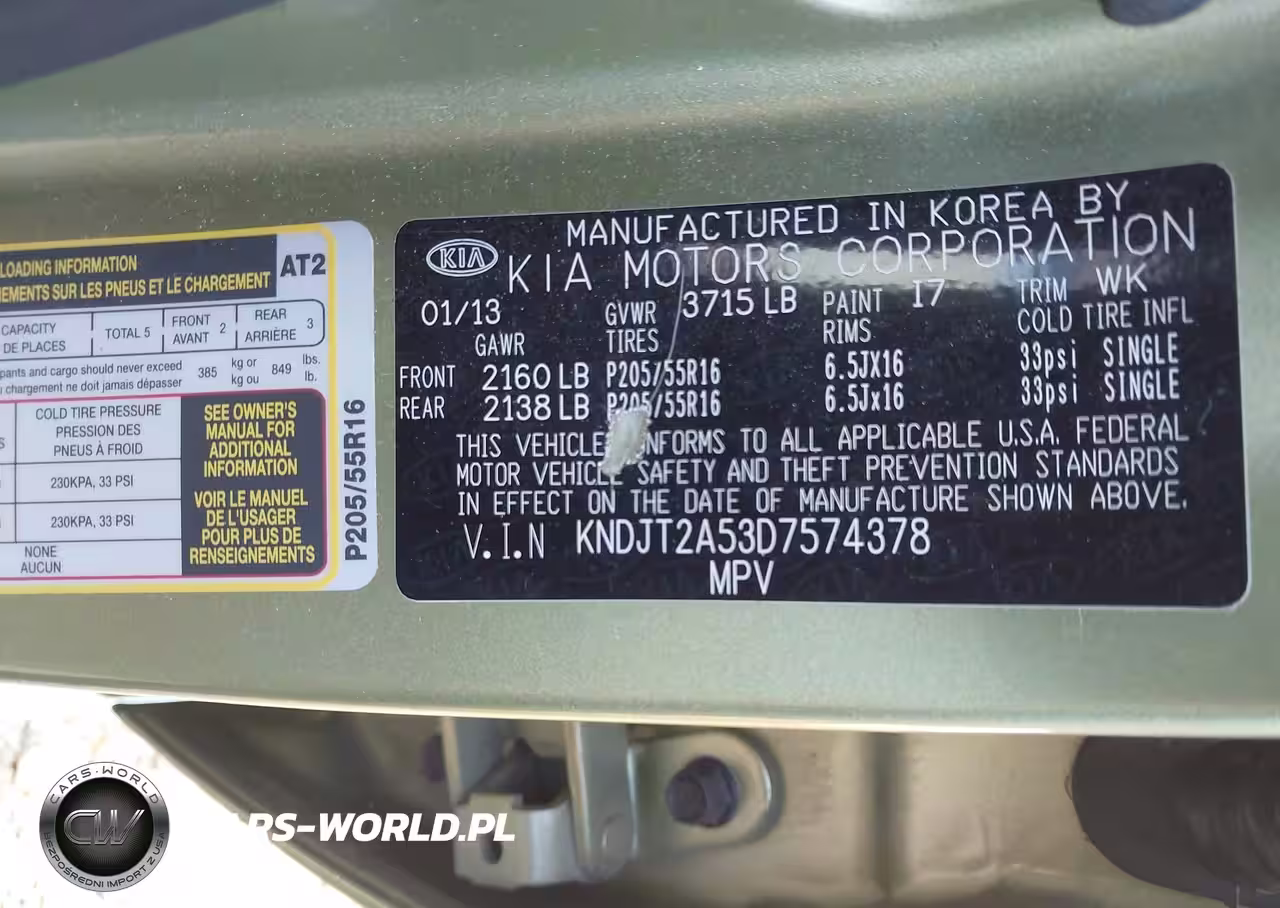 LOADING INFORMATION
EMENTS SUR LES PNEUS ET LE CHARGEMENT
AT2
CAPACITY
DE PLACES
TOTAL 5
FRONT
AVANT 2
REAR
ARRIÈRE 3
pants and cargo should never exceed
chargement ne doit jamais dépasser
385
kg or
kg ou
849
lbs.
lb.
COLD TIRE PRESSURE
PRESSION DES
PNEUS À FROID
230KPA, 33 PSI
230KPA, 33 PSI
NONE
AUCUN
SEE OWNER'S
MANUAL FOR
ADDITIONAL
INFORMATION
VOIR LE MANUEL
DE L'USAGER
POUR PLUS DE
RENSEIGNEMENTS
P205/55R16
KIA
MANUFACTURED IN KOREA BY
KIA MOTORS CORPORATION
01/13 GVWR 3715 LB PAINT I7 TRIM WK
GAWR TIRES RIMS COLD TIRE INFL
FRONT 2160 LB P205/55R16 6.5JX16 33psi SINGLE
REAR 2138 LB P205/55R16 6.5Jx16 33psi SINGLE
THIS VEHICLE NFORMS TO ALL APPLICABLE U.S.A. FEDERAL
MOTOR VEHICLE SAFETY AND THEFT PREVENTION STANDARDS
IN EFFECT ON THE DATE OF MANUFACTURE SHOWN ABOVE.
V.I.N KNDJT2A53D7574378
MPV
CARS-WORLD
CW
BEZPOŚREDNI IMPORT Z USA
ARS-WORLD.PL